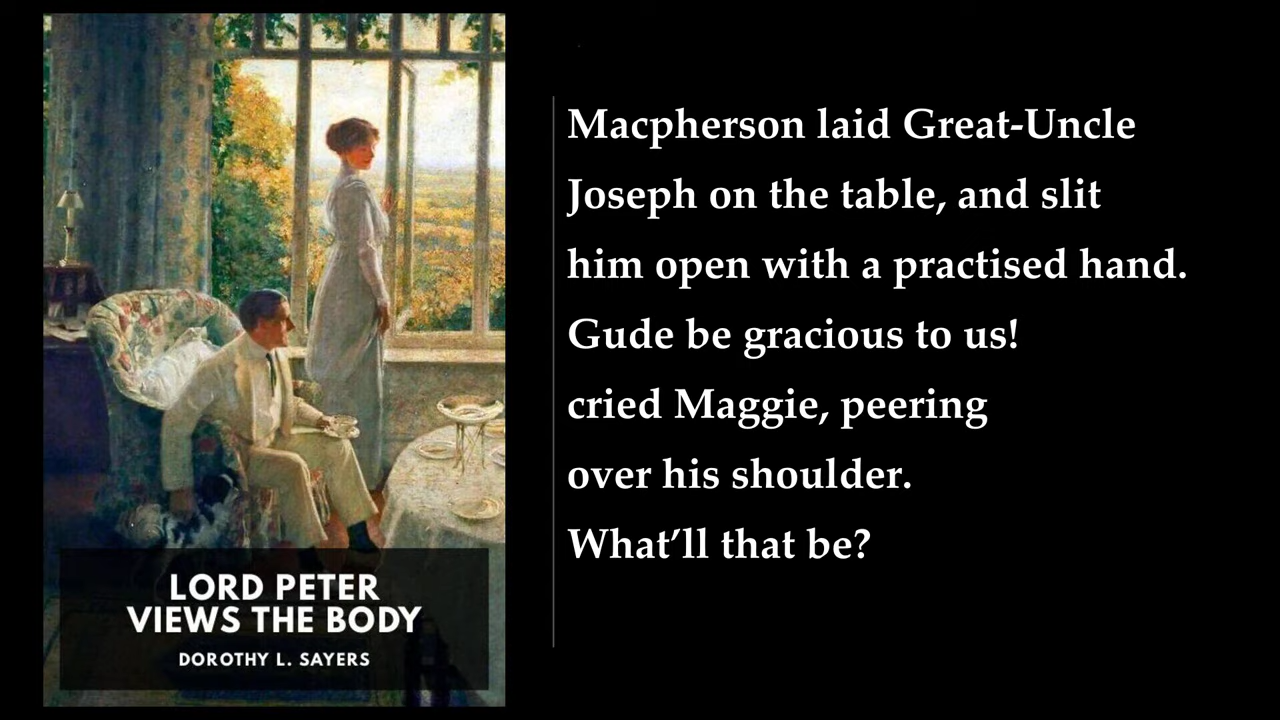 Macpherson laid Great-Uncle
Joseph on the table, and slit
him open with a practised hand.
Gude be gracious to us!
cried Maggie, peering
over his shoulder.
What’ll that be?
LORD PETER
VIEWS THE BODY
DOROTHY L. SAYERS